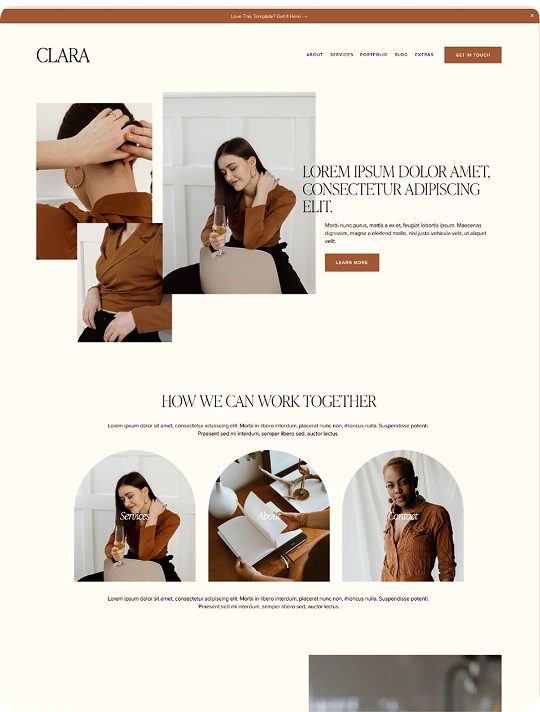 Love This Template? Get It Here →
×
CLARA
ABOUT SERVICES PORTFOLIO BLOG EXTRAS GET IN TOUCH
LOREM IPSUM DOLOR AMET,
CONSECTETUR ADIPISCING
ELIT.
Morbi nunc purus, mattis a ex et, feugiat lobortis ipsum. Maecenas
dignissim, magna a eleifend mollis, nisl justo vehicula velit, ut aliquet
velit.
LEARN MORE
HOW WE CAN WORK TOGETHER
Lorem ipsum dolor sit amet, consectetur adipiscing elit. Morbi in libero interdum, placerat nunc non, rhoncus nulla. Suspendisse potenti.
Praesent sed mi interdum, semper libero sed, auctor lectus.
Services About Contact
Lorem ipsum dolor sit amet, consectetur adipiscing elit. Morbi in libero interdum, placerat nunc non, rhoncus nulla. Suspendisse potenti.
Praesent sed mi interdum, semper libero sed, auctor lectus.